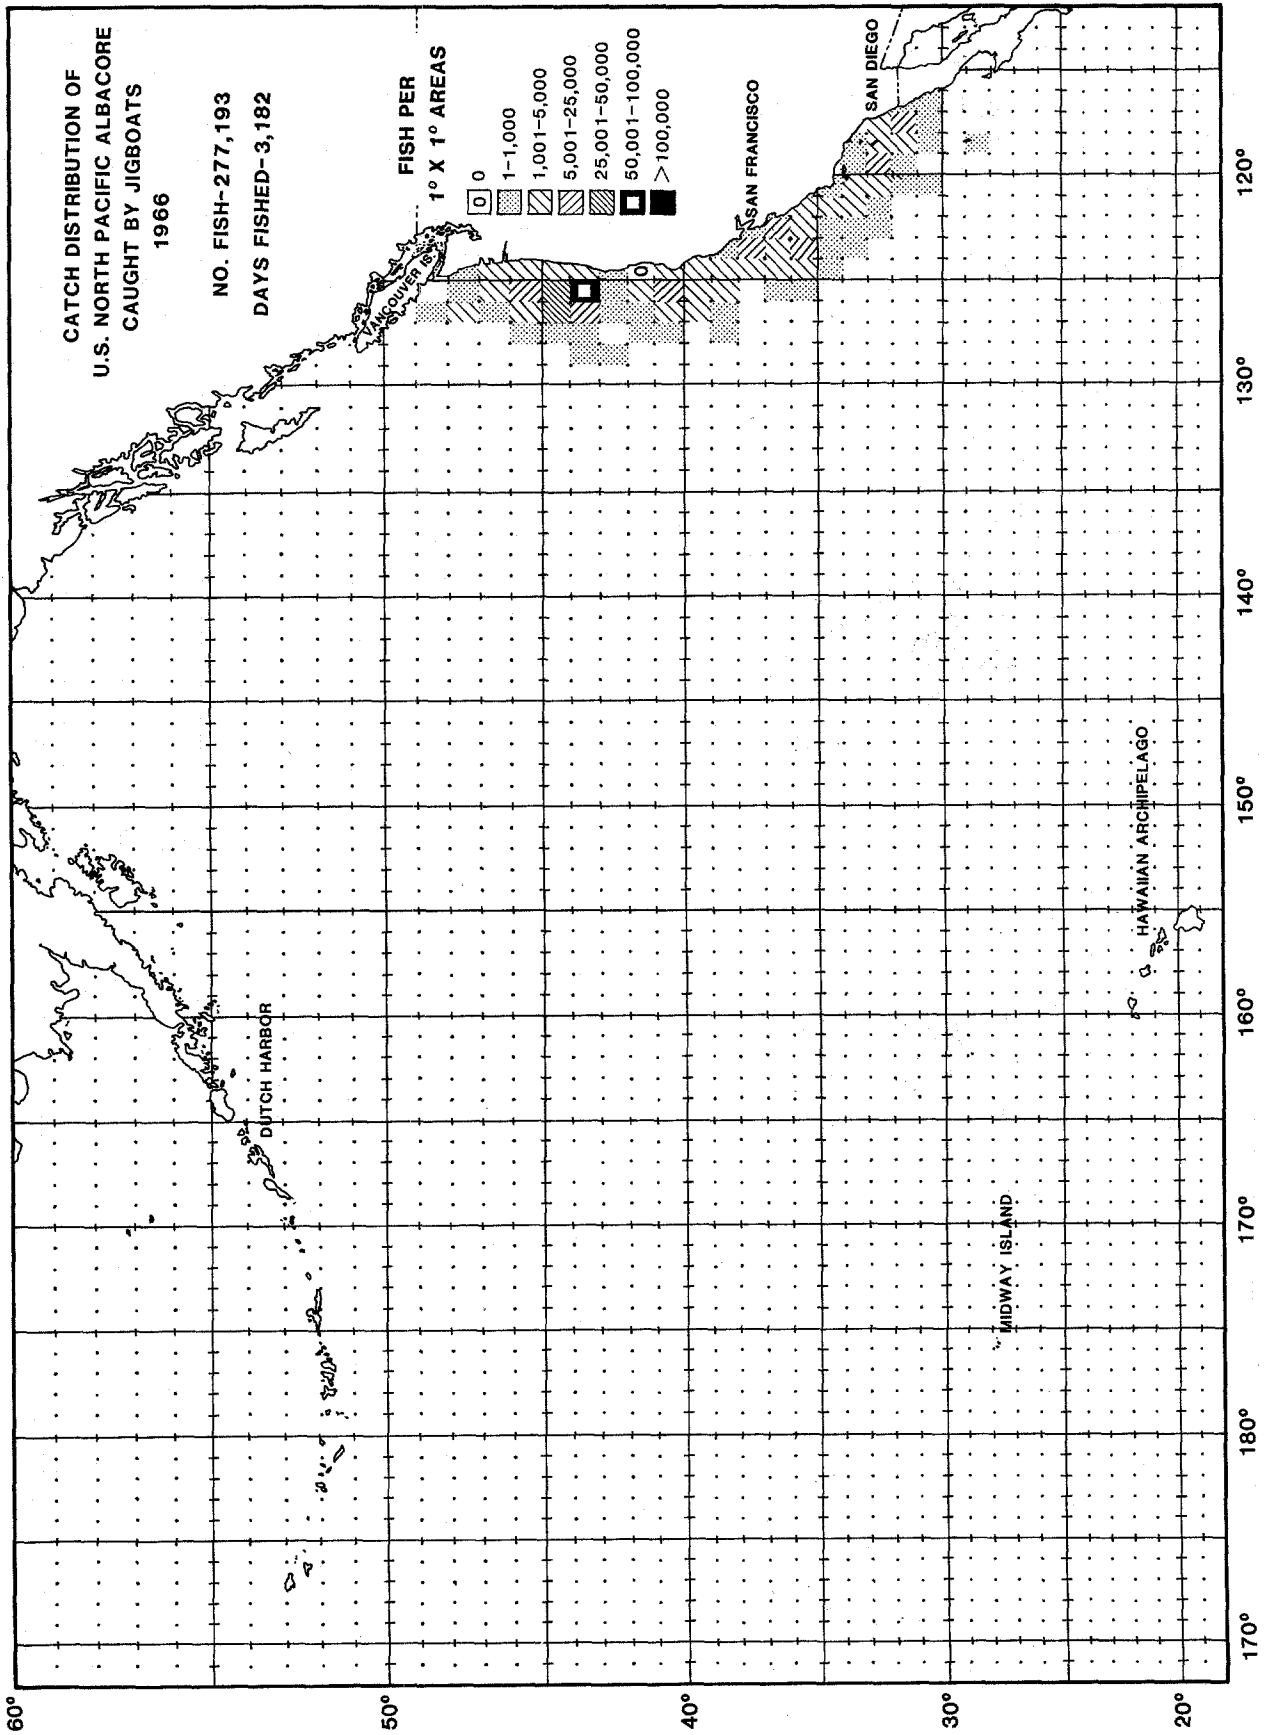 CATCH DISTRIBUTION OF
U.S. NORTH PACIFIC ALBACORE
CAUGHT BY JIGBOATS
1966
NO. FISH-277,193
DAYS FISHED-3,182
FISH PER
1° X 1° AREAS
0 0
1-1,000
1,001-5,000
5,001-25,000
25,001-50,000
50,001-100,000
>100,000
VANCOUVER IS.
0
SAN FRANCISCO
SAN DIEGO
DUTCH HARBOR
MIDWAY ISLAND
HAWAIIAN ARCHIPELAGO
60°
50°
40°
30°
20°
170°
180°
170°
160°
150°
140°
130°
120°